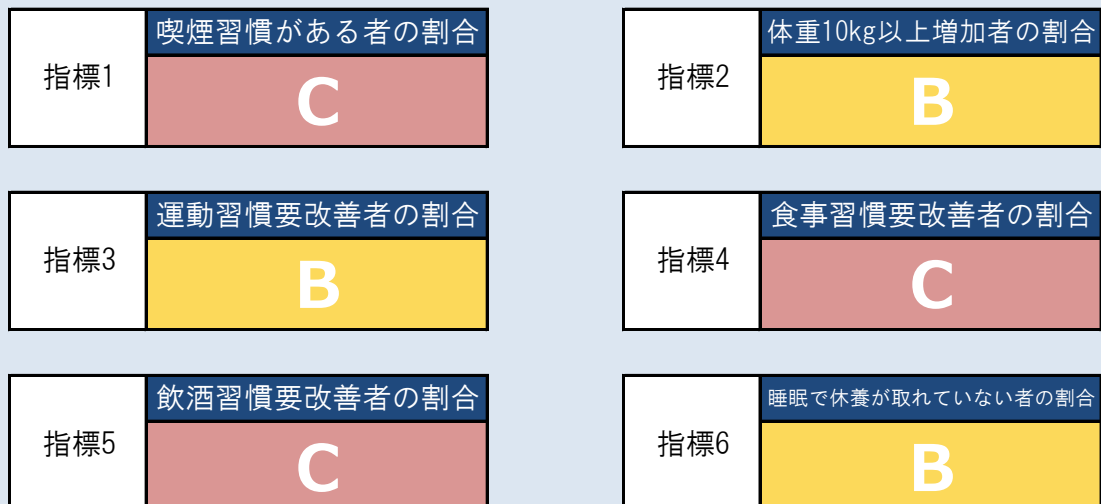 指標1
喫煙習慣がある者の割合
C
指標2
体重10kg以上増加者の割合
B
指標3
運動習慣要改善者の割合
B
指標4
食事習慣要改善者の割合
C
指標5
飲酒習慣要改善者の割合
C
指標6
睡眠で休養が取れていない者の割合
B